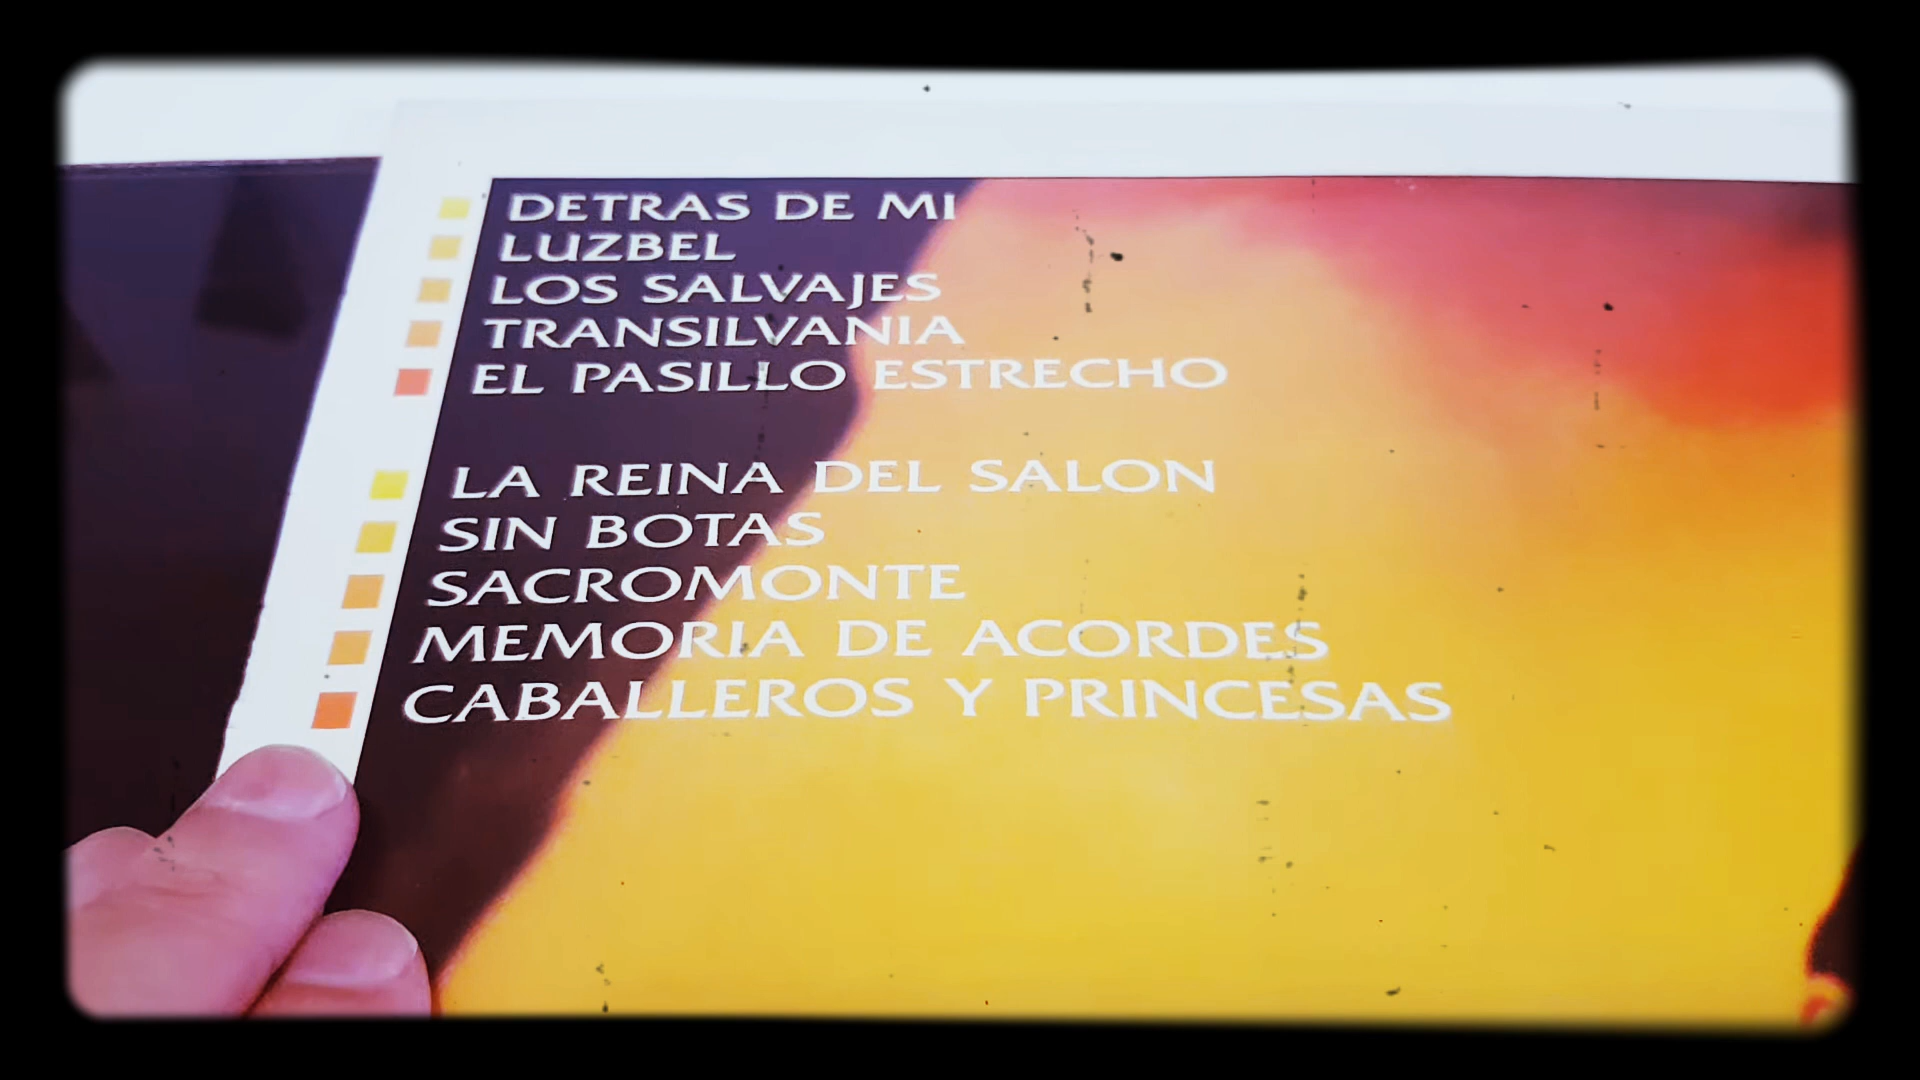 DETRAS DE MI
LUZBEL
LOS SALVAJES
TRANSILVANIA
EL PASILLO ESTRECHO
LA REINA DEL SALON
SIN BOTAS
SACROMONTE
MEMORIA DE ACORDES
CABALLEROS Y PRINCESAS